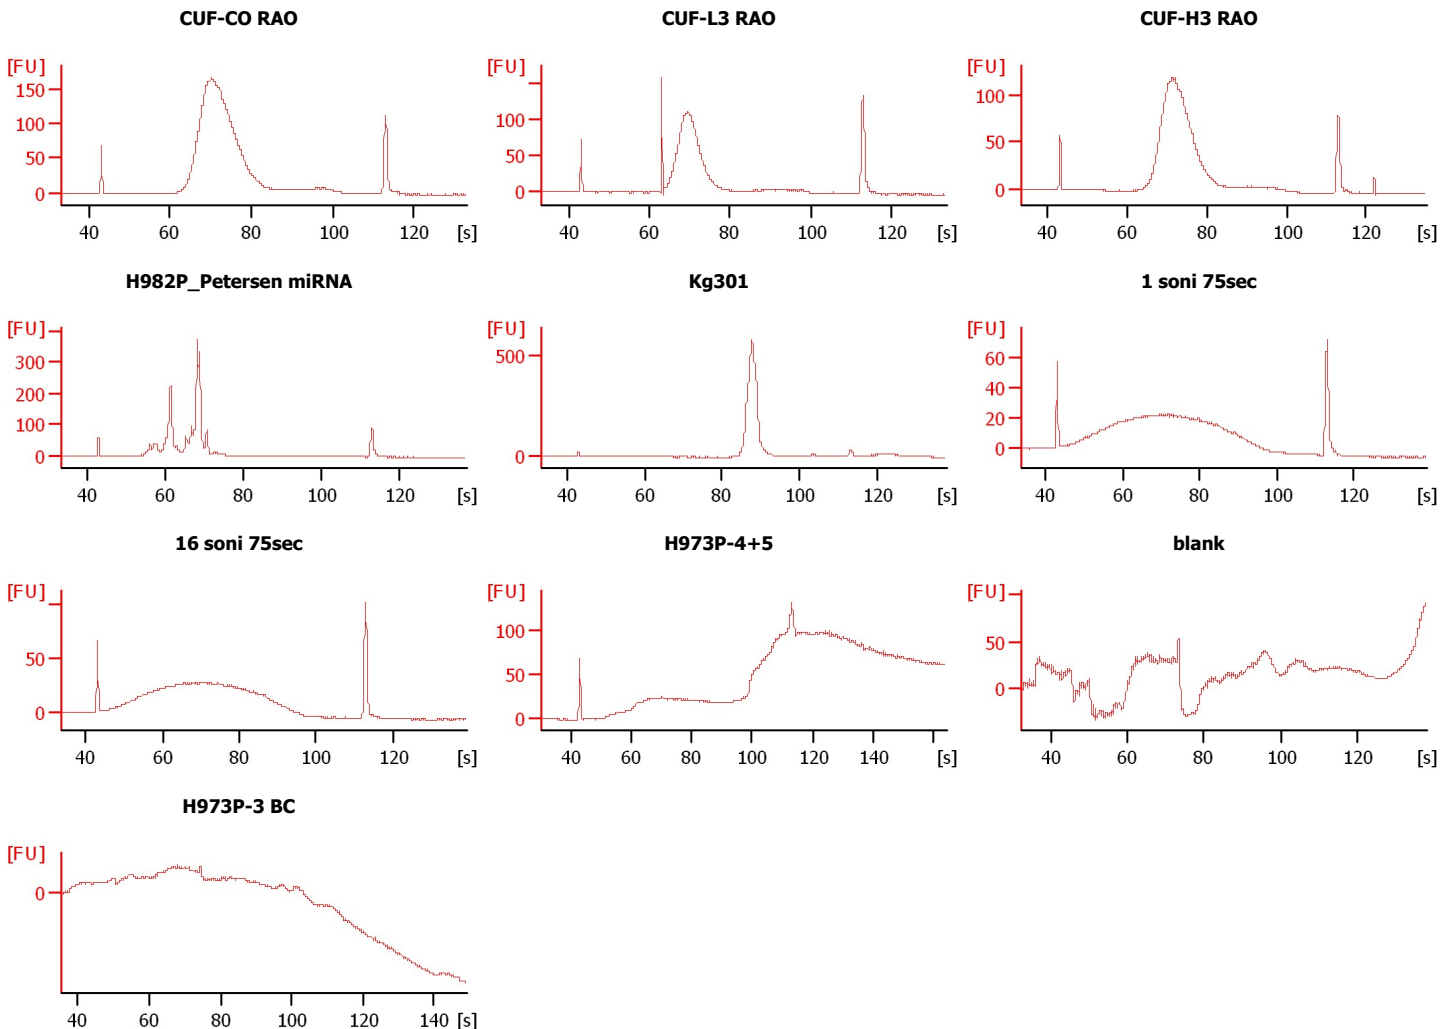 CUF-CO RAO
CUF-L3 RAO
CUF-H3 RAO
[FU]
150
100
50
0
40 60 80 100 120 [s]
[FU]
100
50
0
40 60 80 100 120 [s]
[FU]
100
50
0
40 60 80 100 120 [s]
H982P_Petersen miRNA
Kg301
1 soni 75sec
[FU]
300
200
100
0
40 60 80 100 120 [s]
[FU]
500
0
40 60 80 100 120 [s]
[FU]
60
40
20
0
40 60 80 100 120 [s]
16 soni 75sec
H973P-4+5
blank
[FU]
50
0
40 60 80 100 120 [s]
[FU]
100
50
0
40 60 80 100 120 140 [s]
[FU]
50
0
40 60 80 100 120 [s]
H973P-3 BC
[FU]
0
40 60 80 100 120 140 [s]